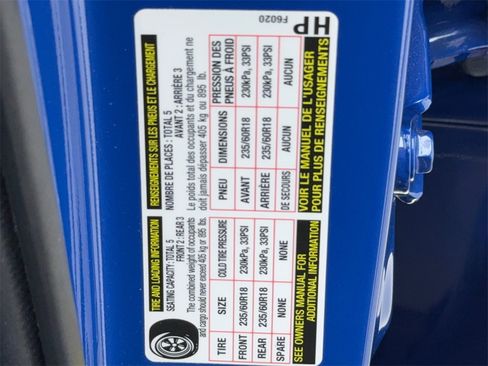 TIRE AND LOADING INFORMATION
SEATING CAPACITY: TOTAL 5
FRONT 2 : REAR 3
The combined weight of occupants
and cargo should never exceed 405 kg or 895 lbs.
TIRE SIZE COLD TIRE PRESSURE
FRONT 235/60R18 230kPa, 33PSI
REAR 235/60R18 230kPa, 33PSI
SPARE NONE NONE
SEE OWNERS MANUAL FOR
ADDITIONAL INFORMATION
RENSEIGNEMENTS SUR LES PNEUS ET LE CHARGEMENT
NOMBRE DE PLACES : TOTAL 5
AVANT 2 : ARRIÈRE 3
Le poids total des occupants et du chargement ne
doit jamais dépasser 405 kg ou 895 lb.
PNEU DIMENSIONS PRESSION DES
PNEUS À FROID
AVANT 235/60R18 230kPa, 33PSI
ARRIÈRE 235/60R18 230kPa, 33PSI
DE SECOURS AUCUN AUCUN
VOIR LE MANUEL DE L'USAGER
POUR PLUS DE RENSEIGNEMENTS
F6020
HP